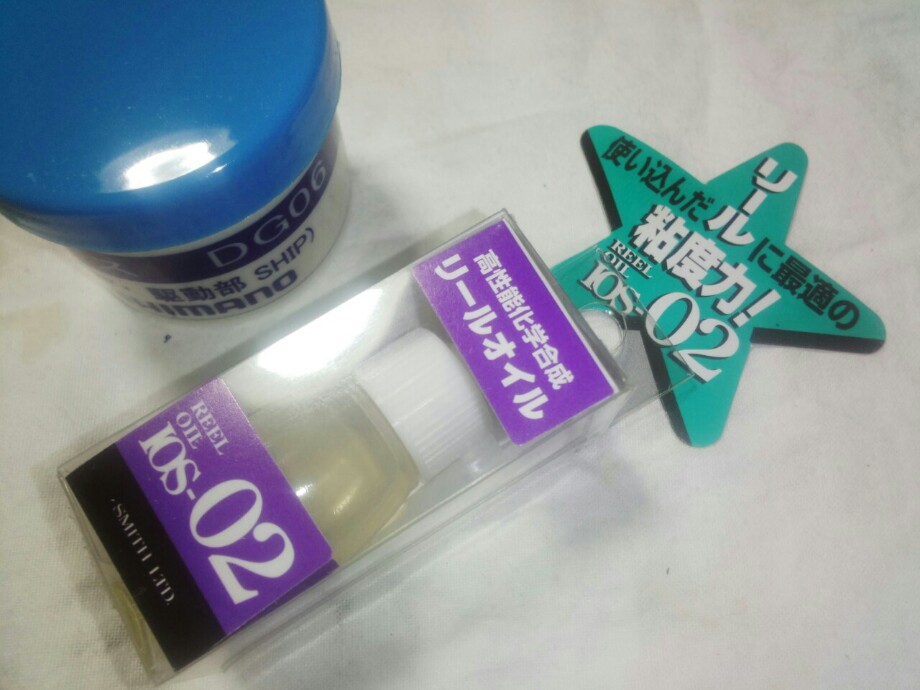 DG06
駆動部 SHIP)
SHIMANO
高性能化学合成
リールオイル
REEL
OIL
IOS-02
SMITH LTD.
使い込んだ
リールに最適の
粘度力!
REEL
OIL
IOS-02